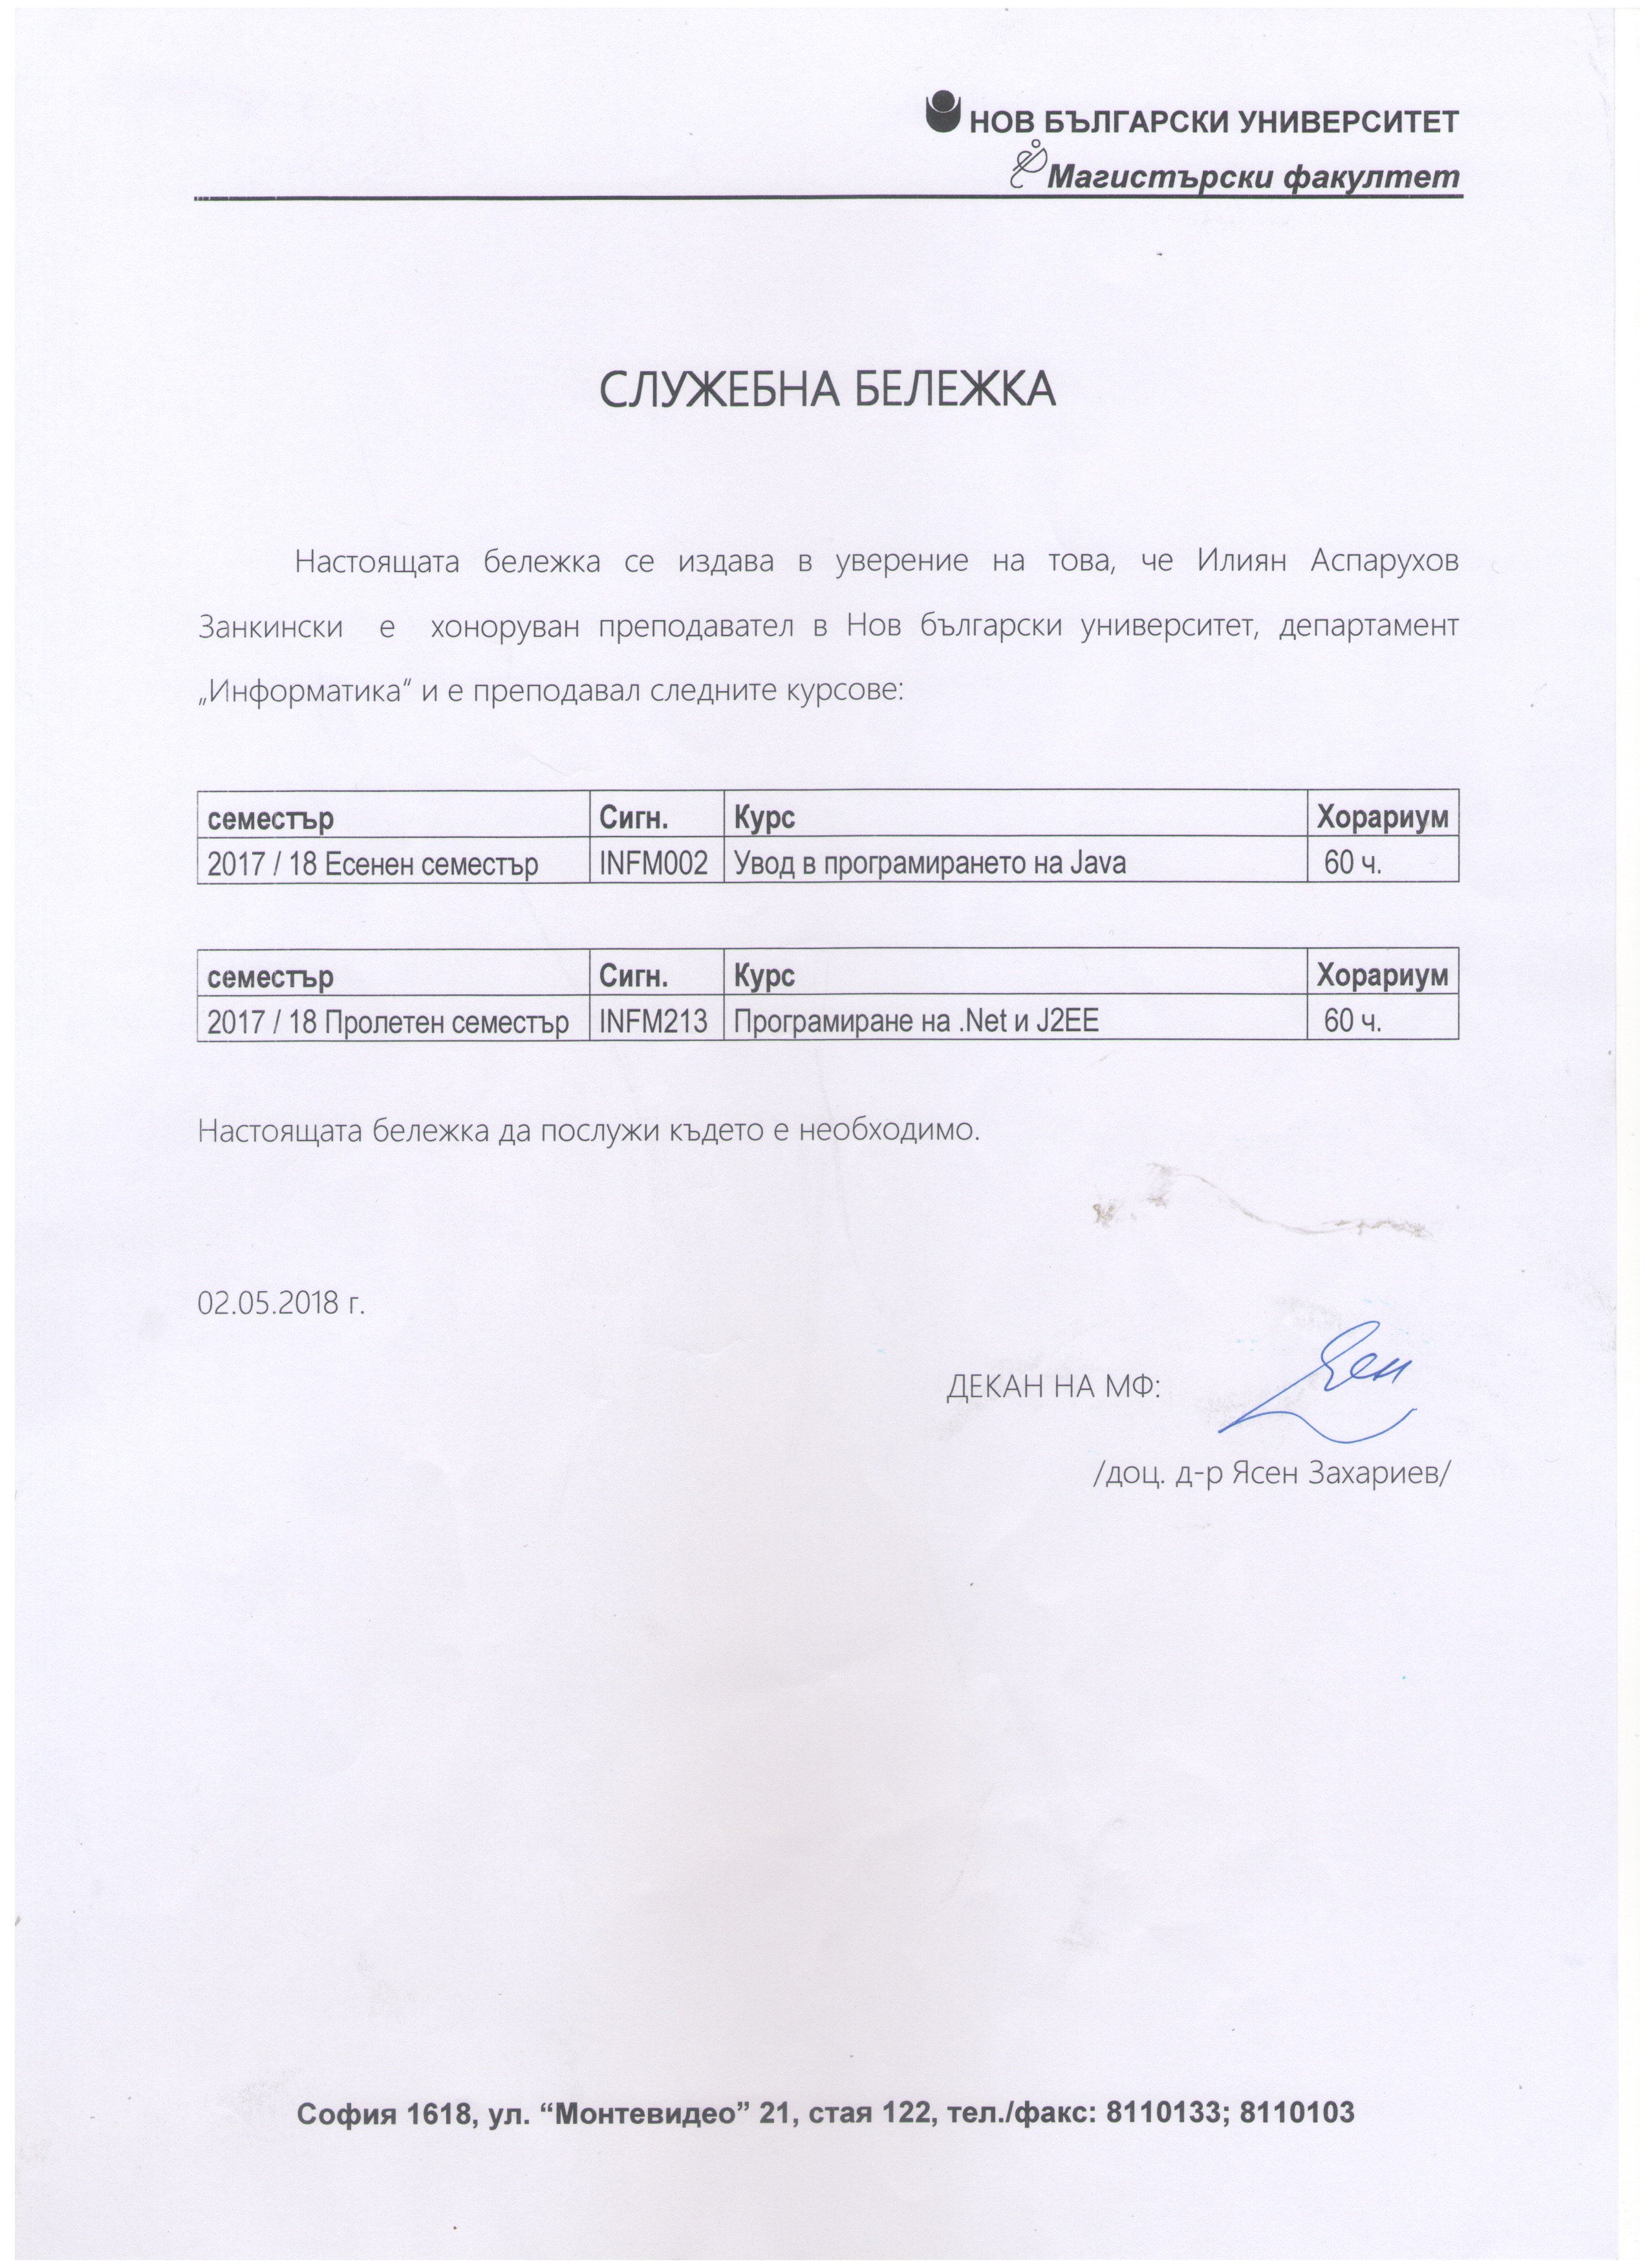 НОВ БЪЛГАРСКИ УНИВЕРСИТЕТ
Магистърски факултет
СЛУЖЕБНА БЕЛЕЖКА
Настоящата бележка се издава в уверение на това, че Илиян Аспарухов
Занкински е хоноруван преподавател в Нов български университет, департамент
„Информатика“ и е преподавал следните курсове:
семестър Сигн. Курс Хорариум
2017 / 18 Есенен семестър INFM002 Увод в програмирането на Java 60 ч.
семестър Сигн. Курс Хорариум
2017 / 18 Пролетен семестър INFM213 Програмиране на .Net и J2EE 60 ч.
Настоящата бележка да послужи където е необходимо.
02.05.2018 г.
ДЕКАН НА МФ:
/доц. д-р Ясен Захариев/
София 1618, ул. “Монтевидео” 21, стая 122, тел./факс: 8110133; 8110103